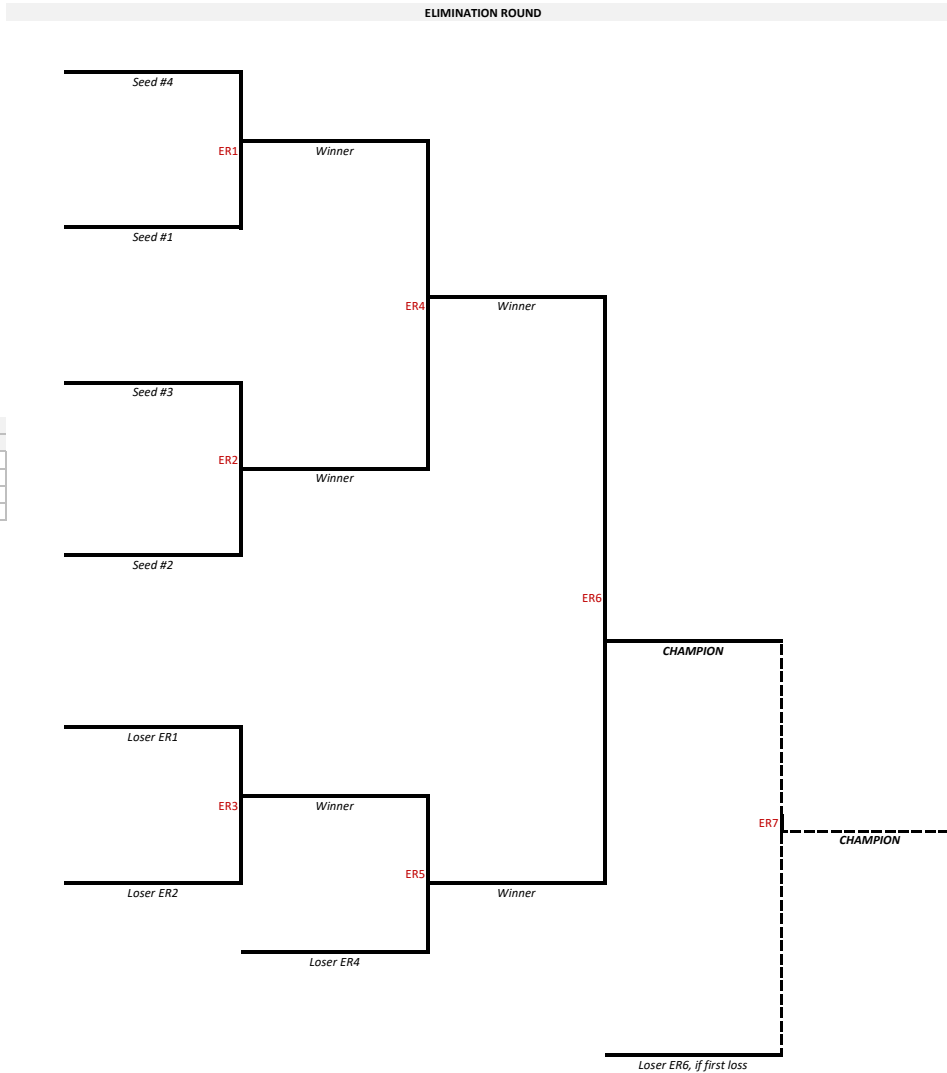 ELIMINATION ROUND
Seed #4
ER1
Winner
Seed #1
ER4
Winner
Seed #3
ER2
Winner
Seed #2
ER6
CHAMPION
Loser ER1
ER3
Winner
ER7
CHAMPION
Loser ER2
ER5
Winner
Loser ER4
Loser ER6, if first loss